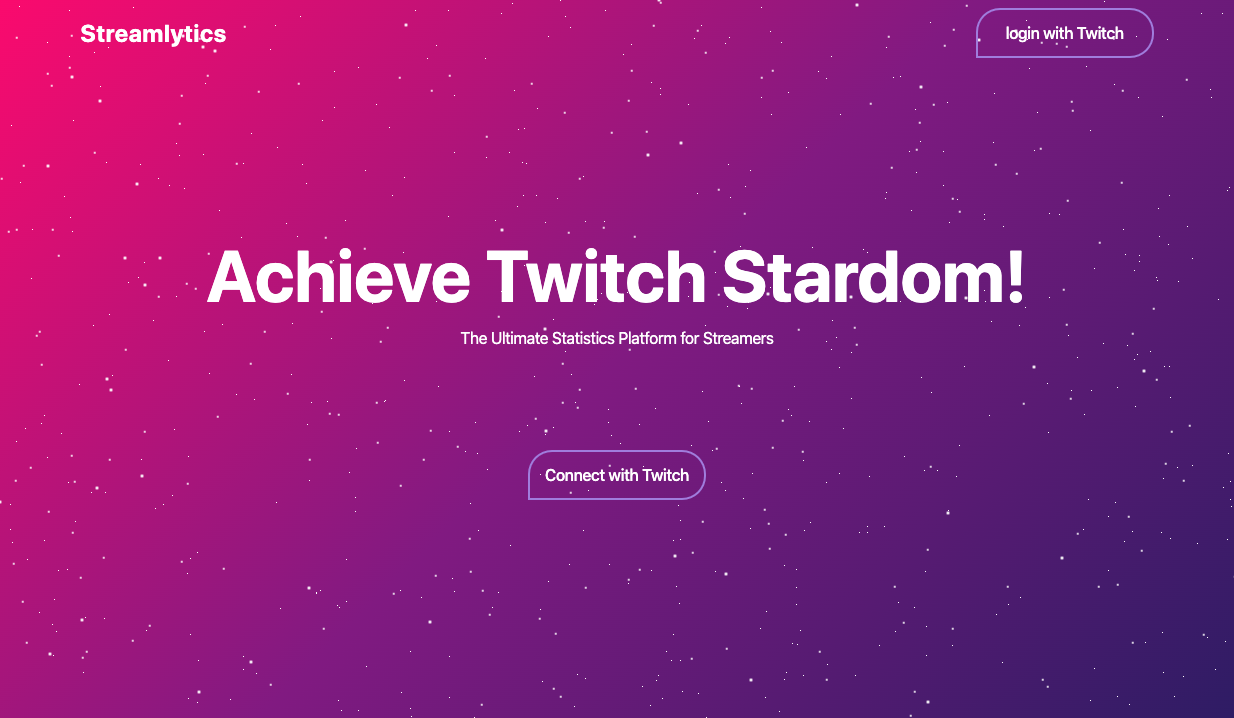 Streamlytics
login with Twitch
Achieve Twitch Stardom!
The Ultimate Statistics Platform for Streamers
Connect with Twitch